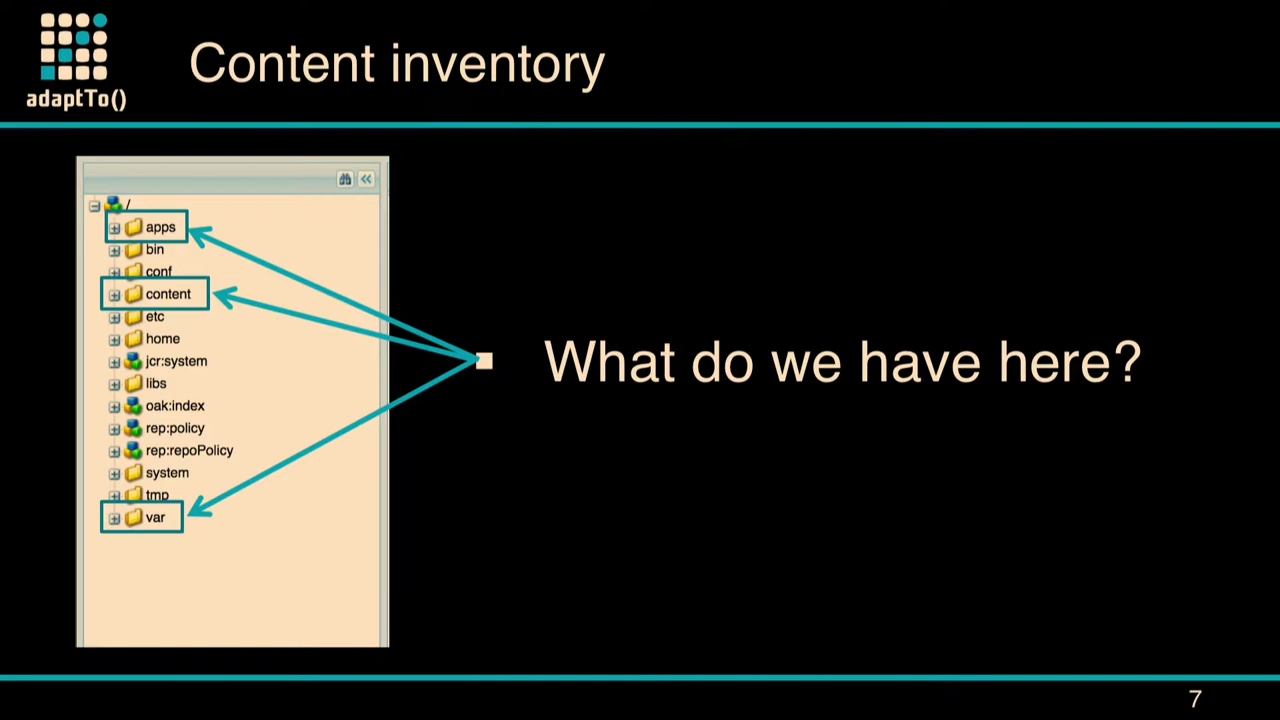 adaptTo()
Content inventory
/
apps
bin
conf
content
etc
home
jcr:system
libs
oak:index
rep:policy
rep:repoPolicy
system
tmp
var
What do we have here?
7